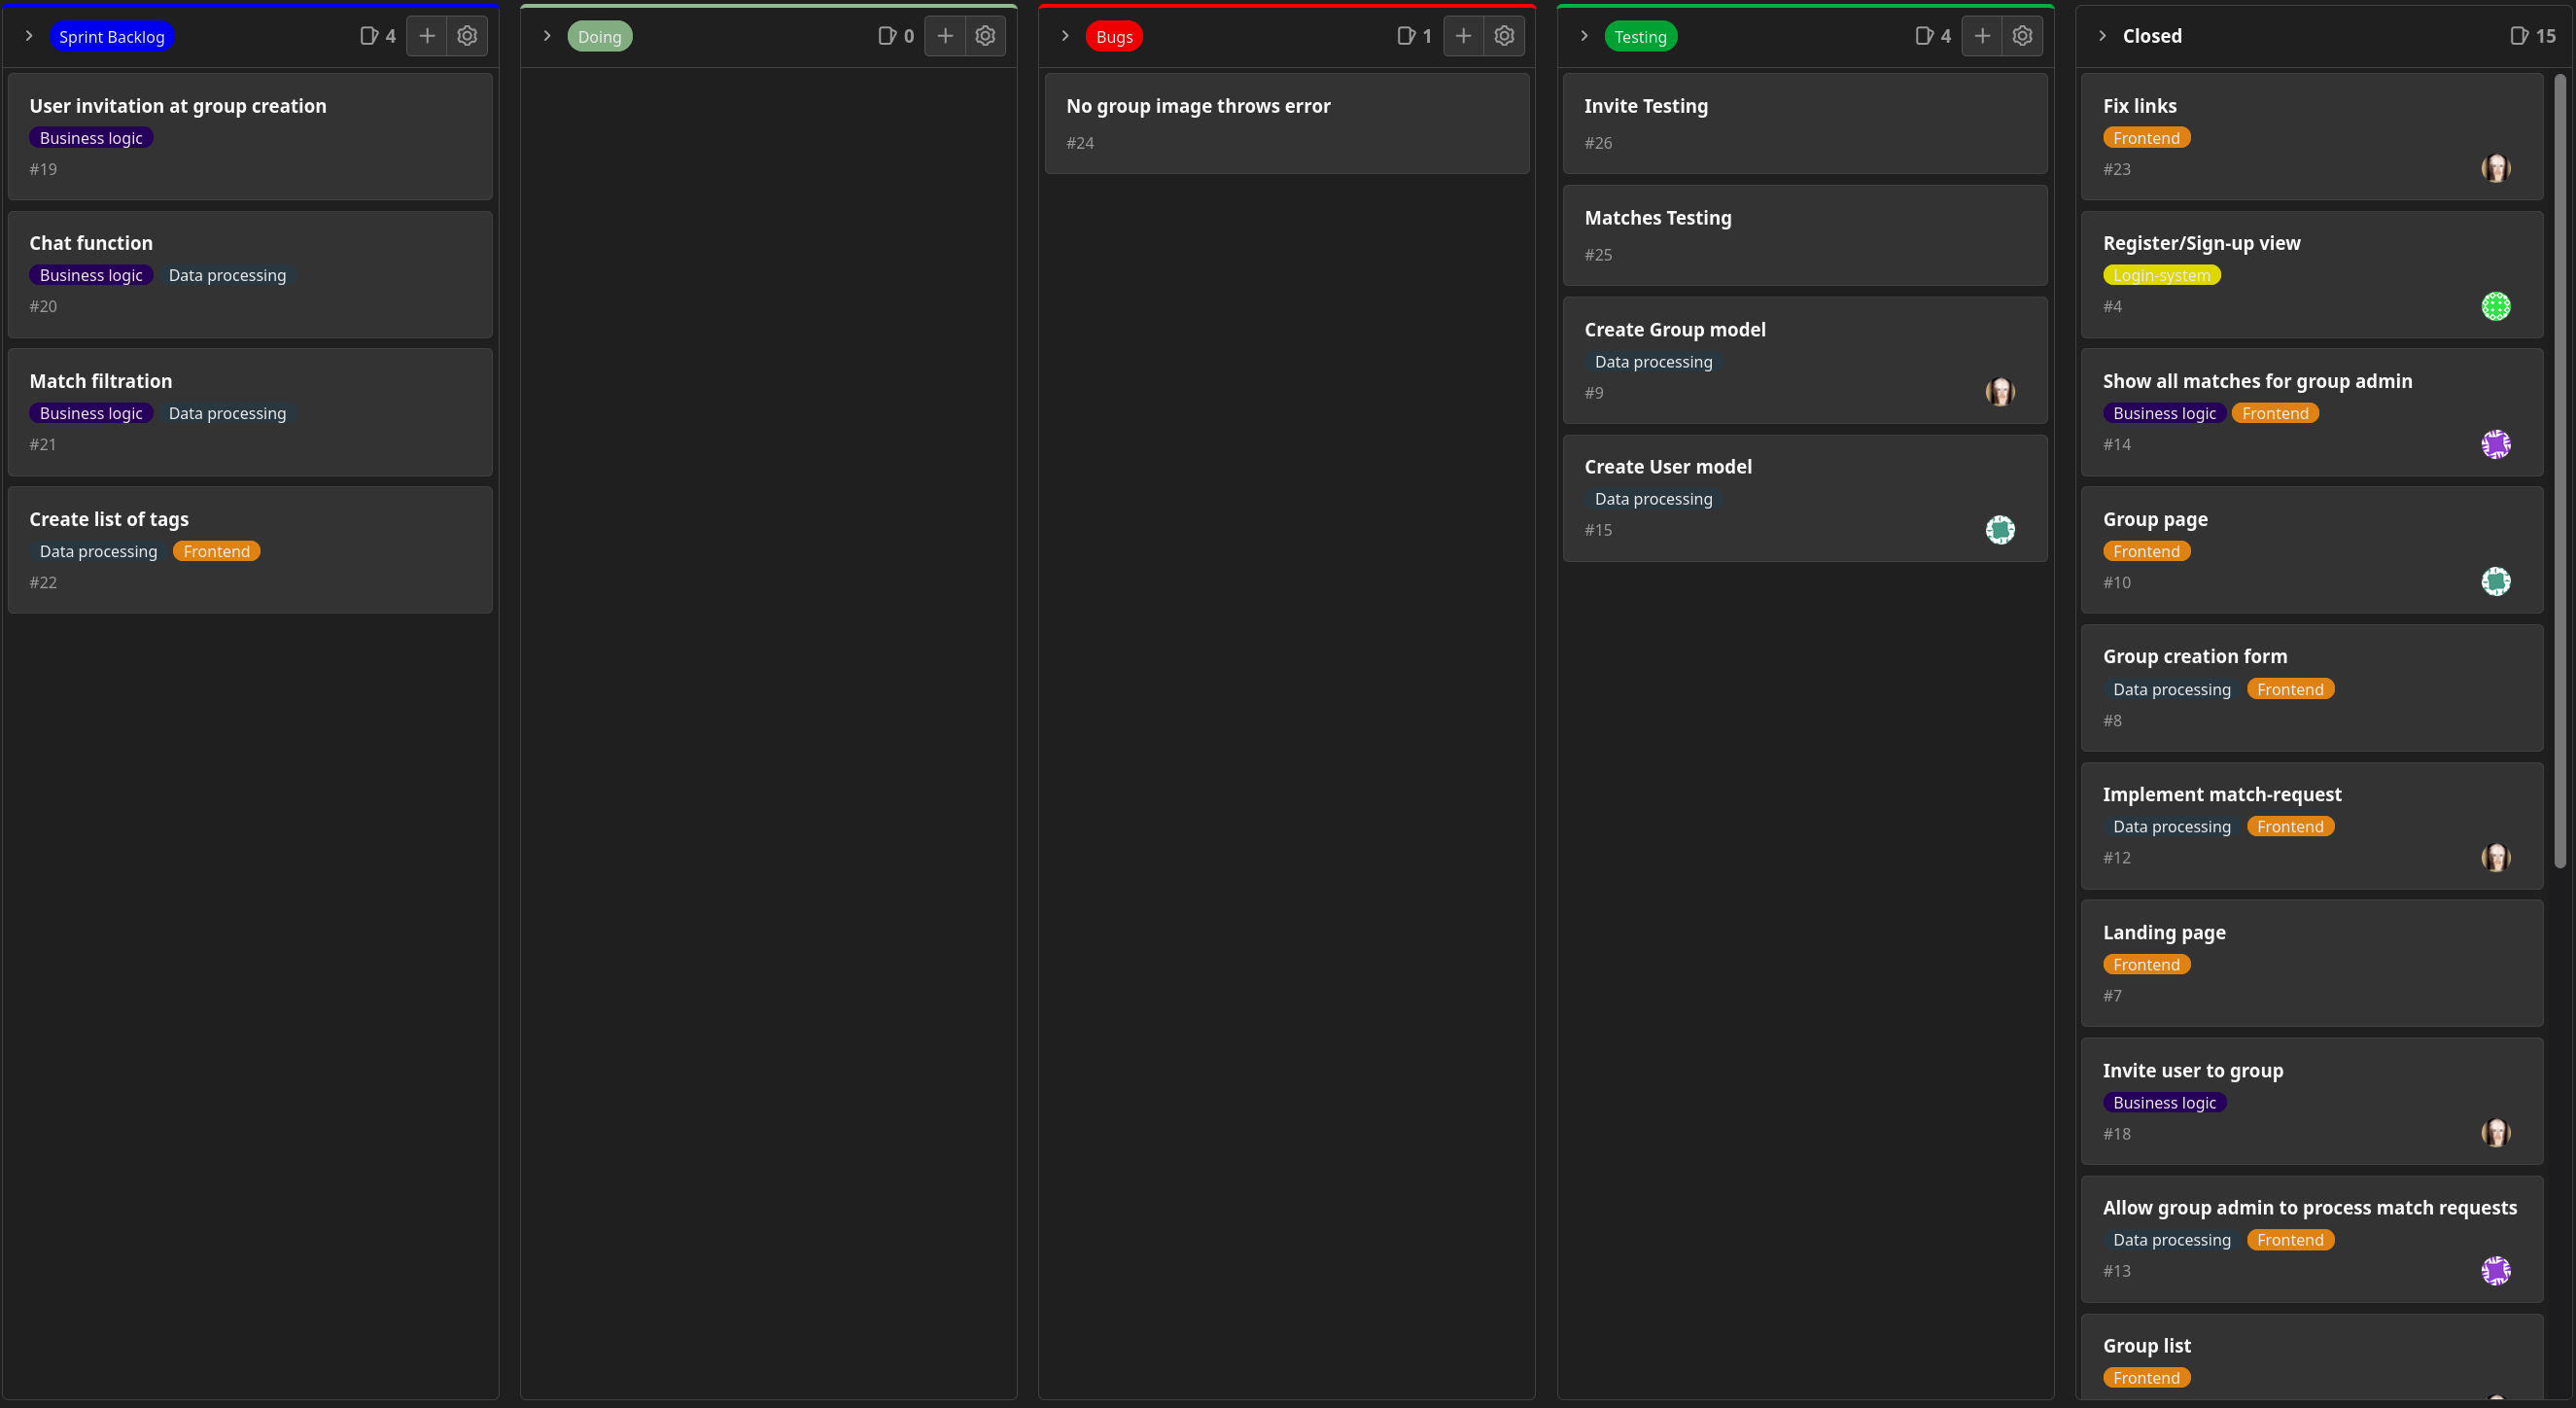 Sprint Backlog 4
User invitation at group creation
Business logic
#19
Chat function
Business logic Data processing
#20
Match filtration
Business logic Data processing
#21
Create list of tags
Data processing Frontend
#22
Doing 0
Bugs 1
No group image throws error
#24
Testing 4
Invite Testing
#26
Matches Testing
#25
Create Group model
Data processing
#9
Create User model
Data processing
#15
Closed 15
Fix links
Frontend
#23
Register/Sign-up view
Login-system
#4
Show all matches for group admin
Business logic Frontend
#14
Group page
Frontend
#10
Group creation form
Data processing Frontend
#8
Implement match-request
Data processing Frontend
#12
Landing page
Frontend
#7
Invite user to group
Business logic
#18
Allow group admin to process match requests
Data processing Frontend
#13
Group list
Frontend